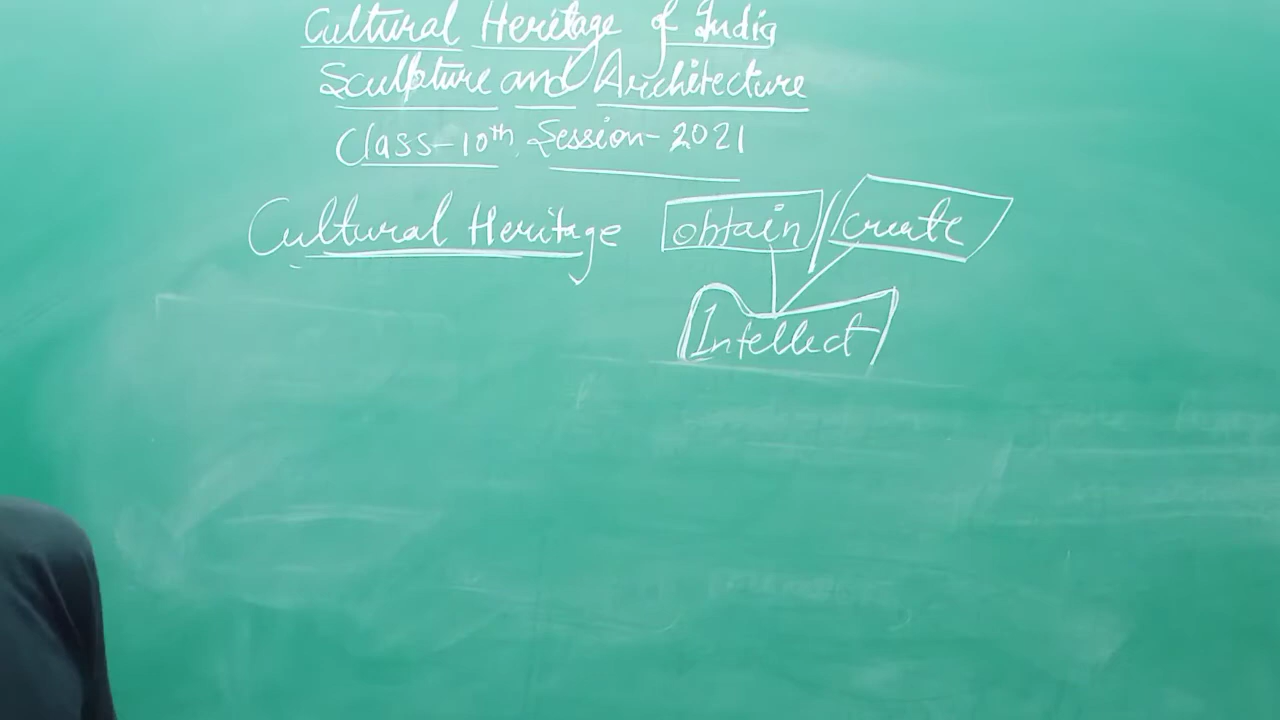 Cultural Heritage of India
Sculpture and Architecture
Class-10th, Session-2021
Cultural Heritage obtain / create
Intellect